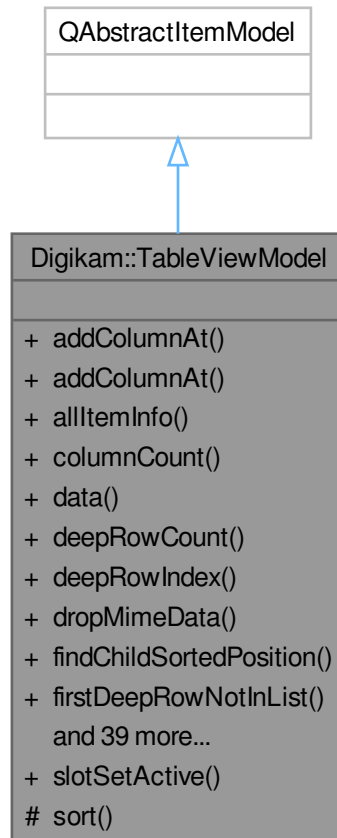 QAbstractItemModel
Digikam::TableViewModel
+ addColumnAt()
+ addColumnAt()
+ allItemInfo()
+ columnCount()
+ data()
+ deepRowCount()
+ deepRowIndex()
+ dropMimeData()
+ findChildSortedPosition()
+ firstDeepRowNotInList()
and 39 more...
+ slotSetActive()
# sort()